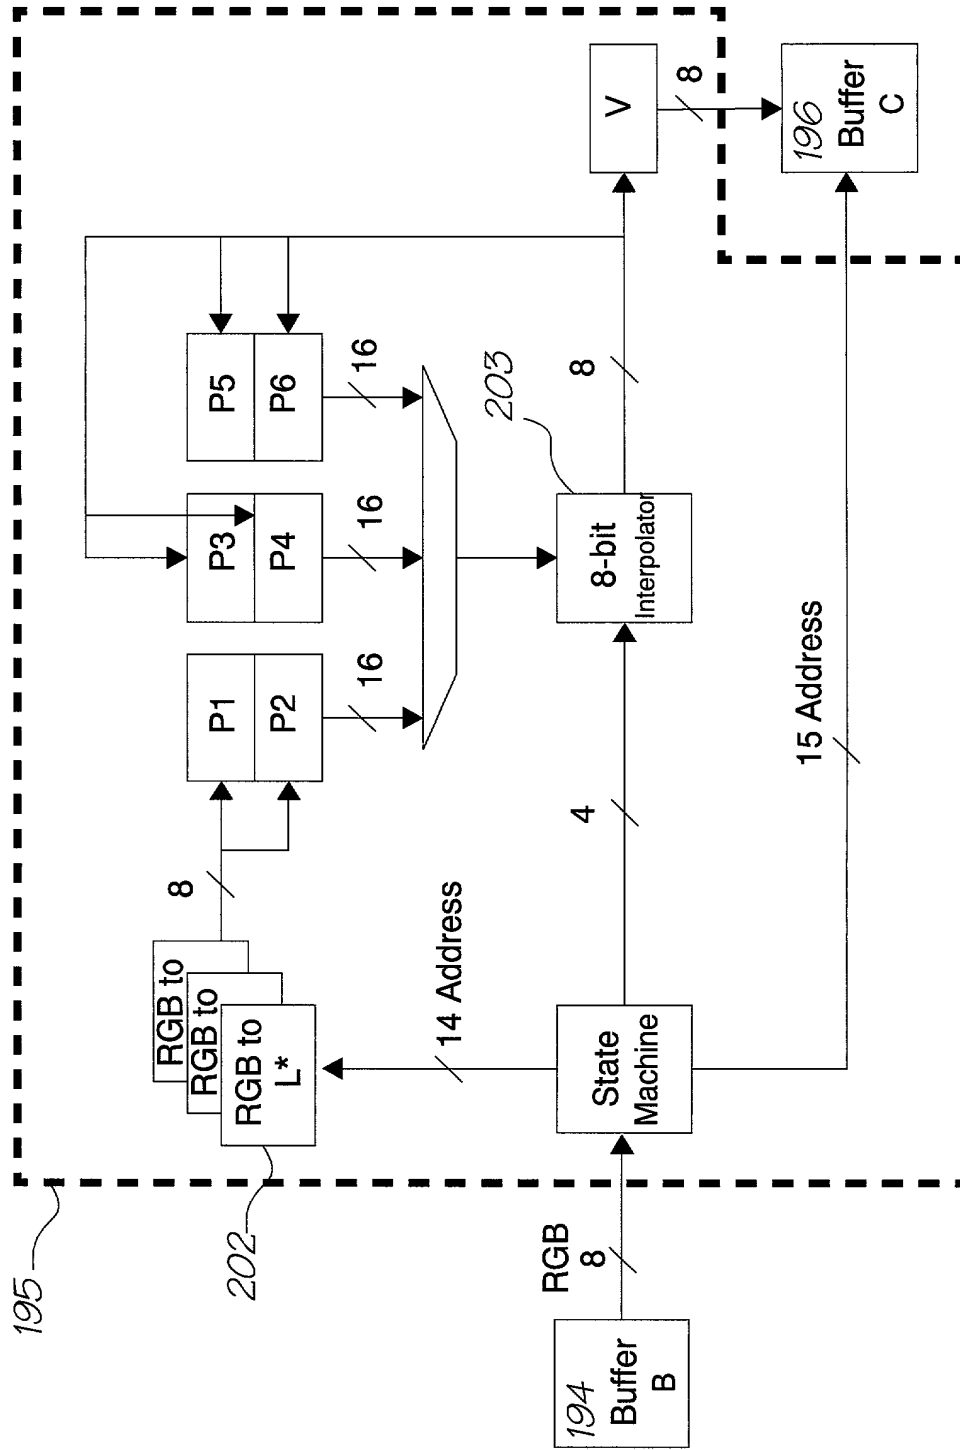 195
202
RGB to
RGB to
RGB to
L*
8
P1
P2
P3
P4
P5
P6
16
16
16
194
Buffer
B
RGB
8
State
Machine
14 Address
4
8-bit
Interpolator
203
8
V
8
15 Address
196
Buffer
C